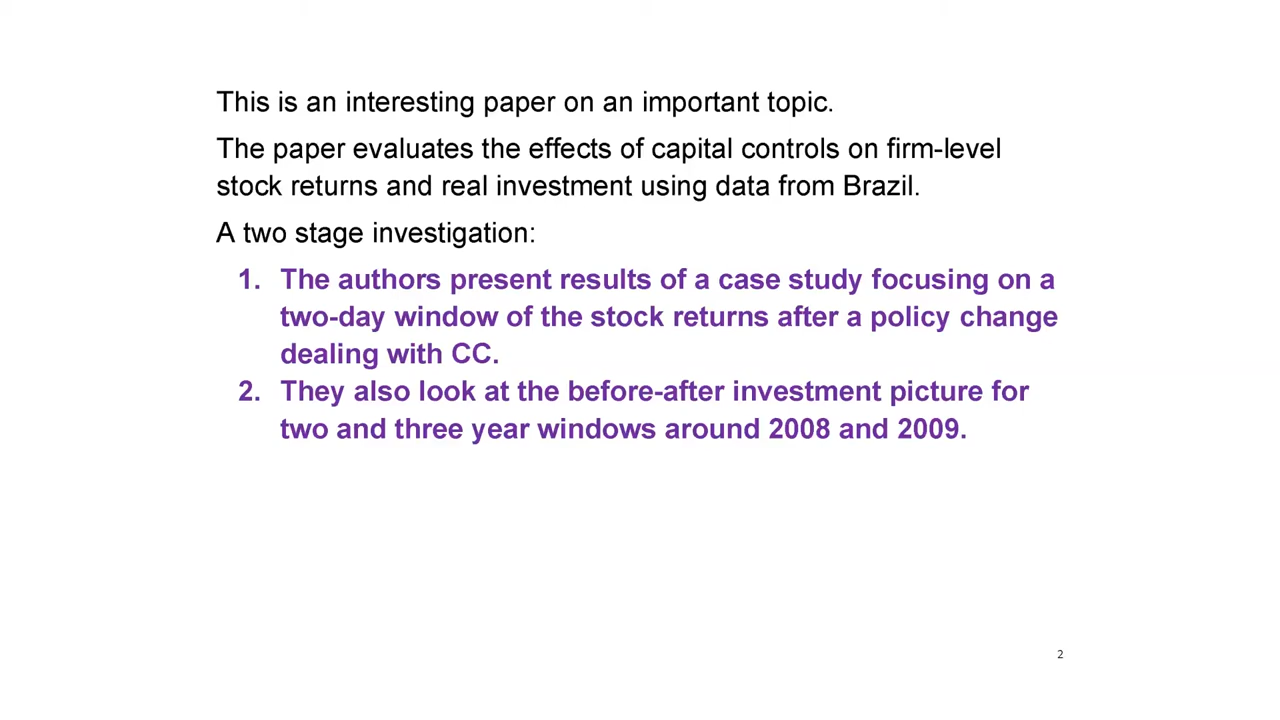 This is an interesting paper on an important topic.
The paper evaluates the effects of capital controls on firm-level
stock returns and real investment using data from Brazil.
A two stage investigation:
1. The authors present results of a case study focusing on a
two-day window of the stock returns after a policy change
dealing with CC.
2. They also look at the before-after investment picture for
two and three year windows around 2008 and 2009.
2